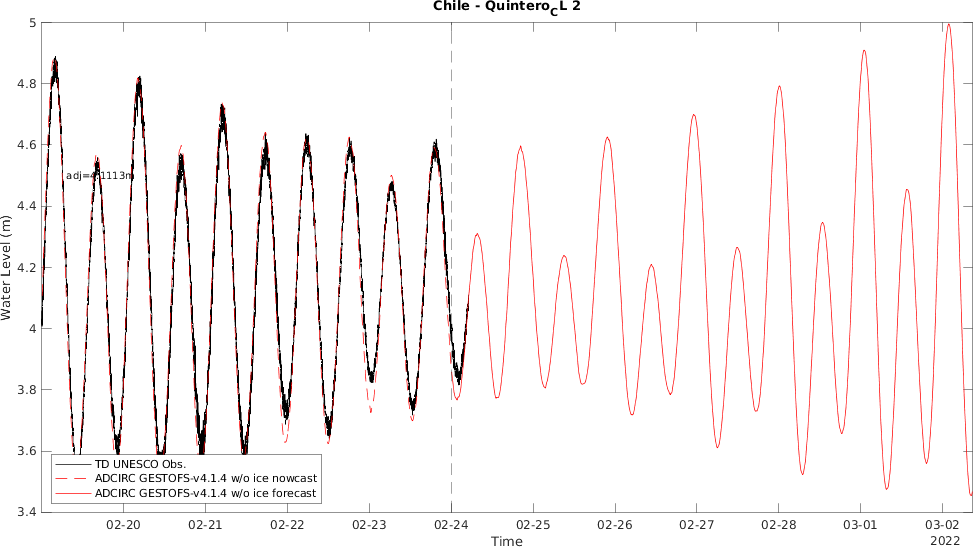 Chile - Quintero_CL 2
5
4.8
4.6
4.4
4.2
4
3.8
3.6
3.4
Water Level (m)
adj=4.1113m
TD UNESCO Obs.
ADCIRC GESTOFS-v4.1.4 w/o ice nowcast
ADCIRC GESTOFS-v4.1.4 w/o ice forecast
02-20 02-21 02-22 02-23 02-24 02-25 02-26 02-27 02-28 03-01 03-02
2022
Time